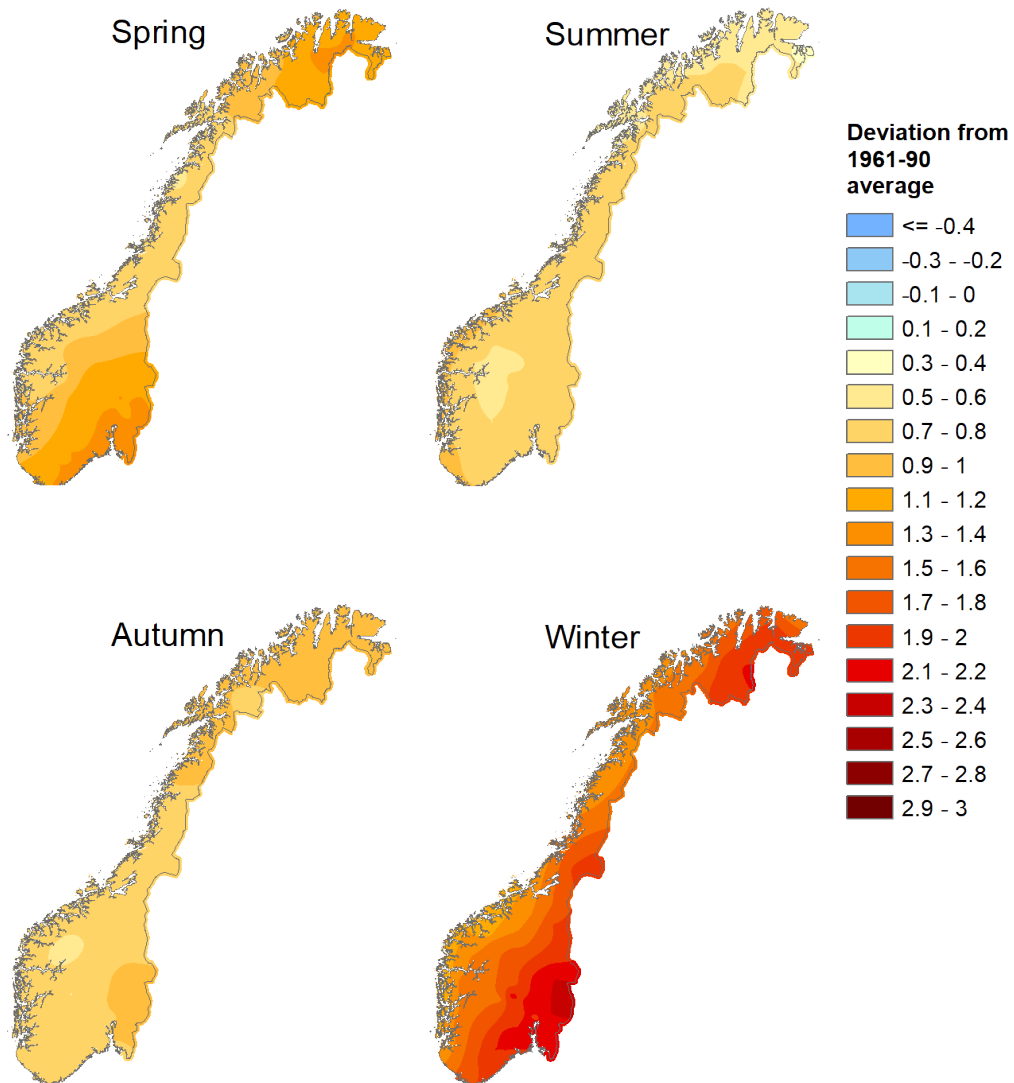 Spring
Summer
Deviation from
1961-90
average
<= -0.4
-0.3 - -0.2
-0.1 - 0
0.1 - 0.2
0.3 - 0.4
0.5 - 0.6
0.7 - 0.8
0.9 - 1
1.1 - 1.2
1.3 - 1.4
1.5 - 1.6
1.7 - 1.8
1.9 - 2
2.1 - 2.2
2.3 - 2.4
2.5 - 2.6
2.7 - 2.8
2.9 - 3
Autumn
Winter